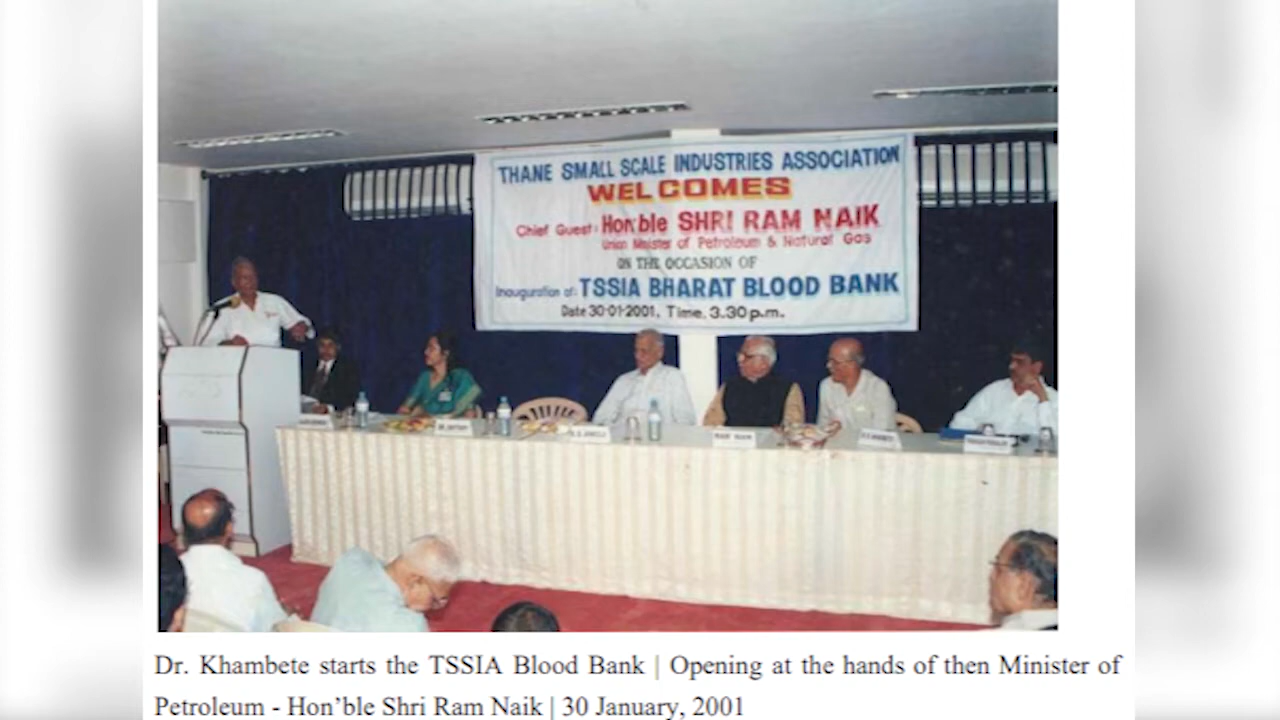 THANE SMALL SCALE INDUSTRIES ASSOCIATION
WELCOMES
Chief Guest: Hon'ble SHRI RAM NAIK
Union Minister of Petroleum & Natural Gas
ON THE OCCASION OF
Inauguration of: TSSIA BHARAT BLOOD BANK
Date 30-01-2001, Time. 3.30 p.m.
RAM NAIK
Dr. Khambete starts the TSSIA Blood Bank | Opening at the hands of then Minister of
Petroleum - Hon’ble Shri Ram Naik | 30 January, 2001